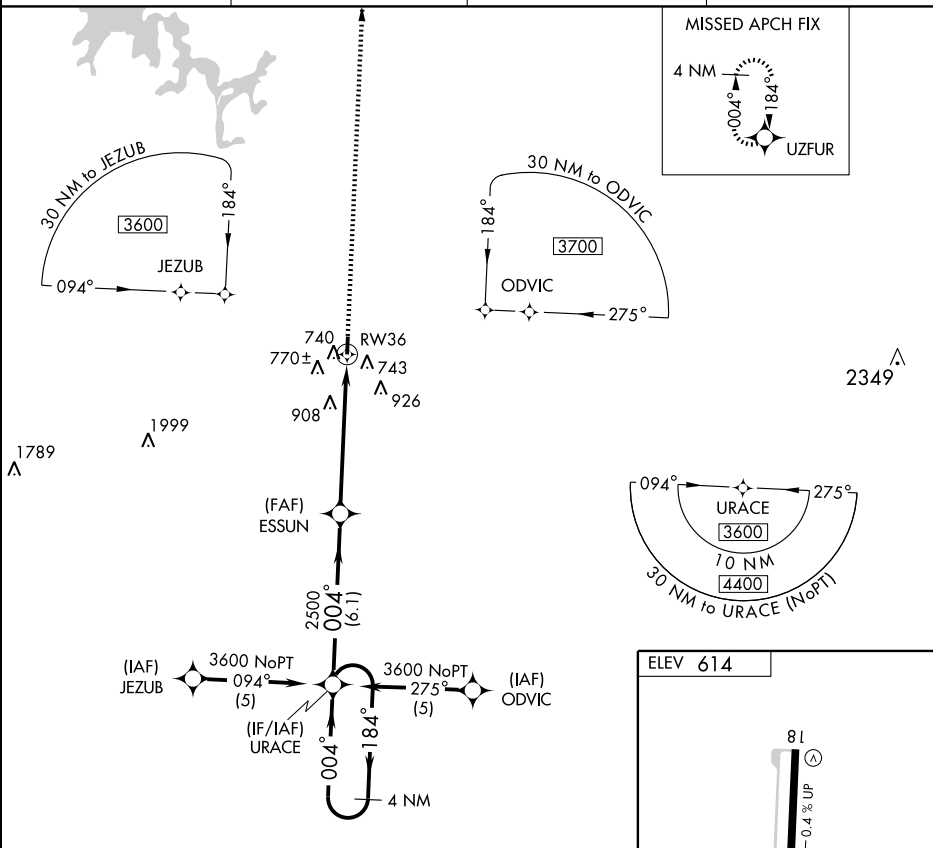 MISSED APCH FIX
4 NM
004°
184°
UZFUR
30 NM to JEZUB
3600
184°
JEZUB
094°
30 NM to ODVIC
184°
3700
ODVIC
275°
740
RW36
770±
743
908
926
2349
1999
1789
(FAF)
ESSUN
094°
275°
URACE
3600
10 NM
4400
30 NM to URACE (NoPT)
2500
004°
(6.1)
(IAF)
JEZUB
3600 NoPT
094°
(5)
3600 NoPT
275°
(5)
(IAF)
ODVIC
(IF/IAF)
URACE
004°
184°
4 NM
ELEV 614
18
V
0.4 % UP